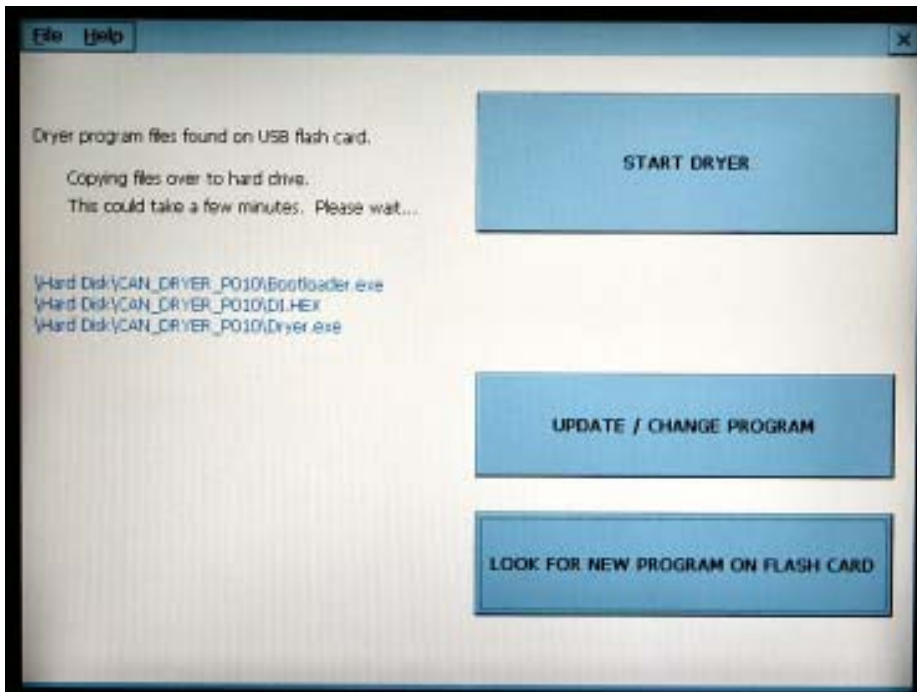 File Help
Dryer program files found on USB flash card.
Copying files over to hard drive.
This could take a few minutes. Please wait...
\Hard Disk\CAN_DRYER_P010\Bootloader.exe
\Hard Disk\CAN_DRYER_P010\DI.HEX
\Hard Disk\CAN_DRYER_P010\Dryer.exe
START DRYER
UPDATE / CHANGE PROGRAM
LOOK FOR NEW PROGRAM ON FLASH CARD